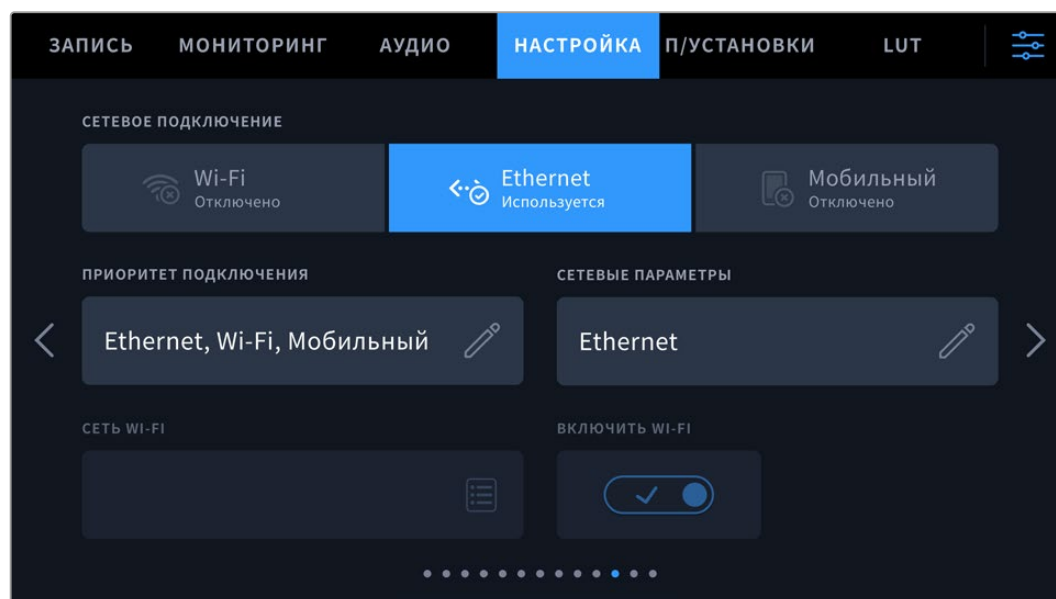 ЗАПИСЬ МОНИТОРИНГ АУДИО НАСТРОЙКА П/УСТАНОВКИ LUT
СЕТЕВОЕ ПОДКЛЮЧЕНИЕ
Wi-Fi Ethernet Мобильный
Отключено Используется Отключено
ПРИОРИТЕТ ПОДКЛЮЧЕНИЯ СЕТЕВЫЕ ПАРАМЕТРЫ
Ethernet, Wi-Fi, Мобильный Ethernet
СЕТЬ WI-FI ВКЛЮЧИТЬ WI-FI